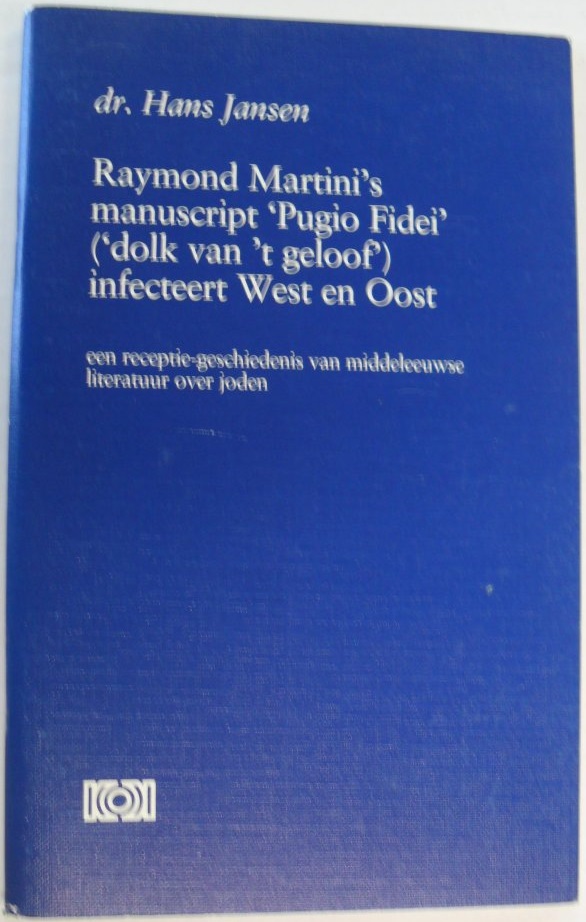 dr. Hans Jansen
Raymond Martini's
manuscript 'Pugio Fidei'
('dolk van 't geloof')
infecteert West en Oost
een receptie-geschiedenis van middeleeuwse
literatuur over joden
KOK